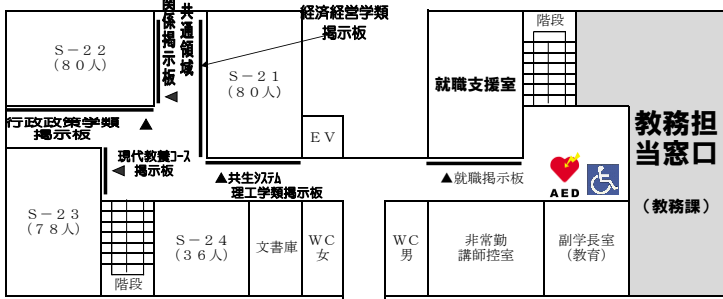 S－22
（80人）
共通領域
関係掲示板
経済経営学類
掲示板
S－21
（80人）
就職支援室
階段
行政政策学類
掲示板
EV
教務担
当窓口
（教務課）
現代教養コース
掲示板
▲共生システム
理工学類掲示板
▲就職掲示板
AED
S－23
（78人）
階段
S－24
（36人）
文書庫
WC
女
WC
男
非常勤
講師控室
副学長室
（教育）